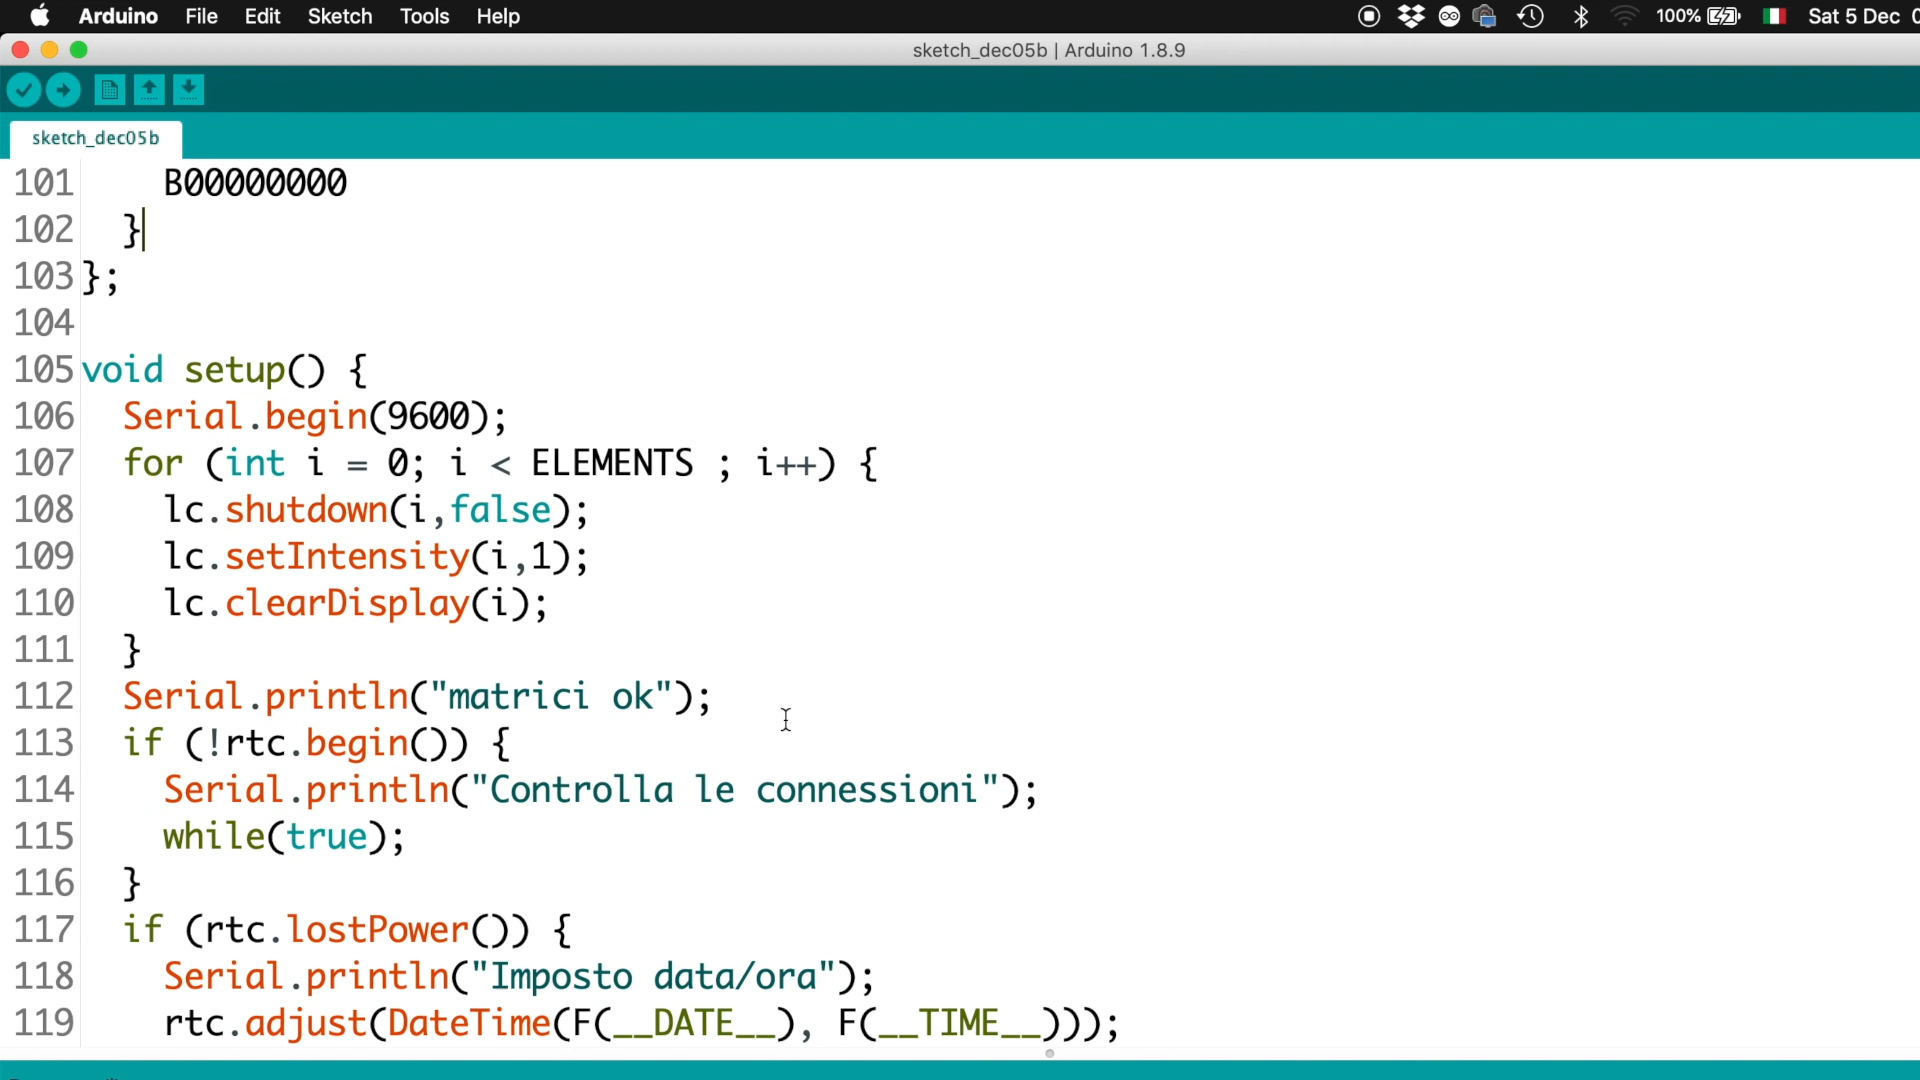 Arduino File Edit Sketch Tools Help 100% Sat 5 Dec
sketch_dec05b | Arduino 1.8.9
sketch_dec05b
101 B00000000
102 }
103 };
104
105 void setup() {
106 Serial.begin(9600);
107 for (int i = 0; i < ELEMENTS ; i++) {
108 lc.shutdown(i,false);
109 lc.setIntensity(i,1);
110 lc.clearDisplay(i);
111 }
112 Serial.println("matrici ok");
113 if (!rtc.begin()) {
114 Serial.println("Controlla le connessioni");
115 while(true);
116 }
117 if (rtc.lostPower()) {
118 Serial.println("Imposto data/ora");
119 rtc.adjust(DateTime(F(__DATE__), F(__TIME__)));